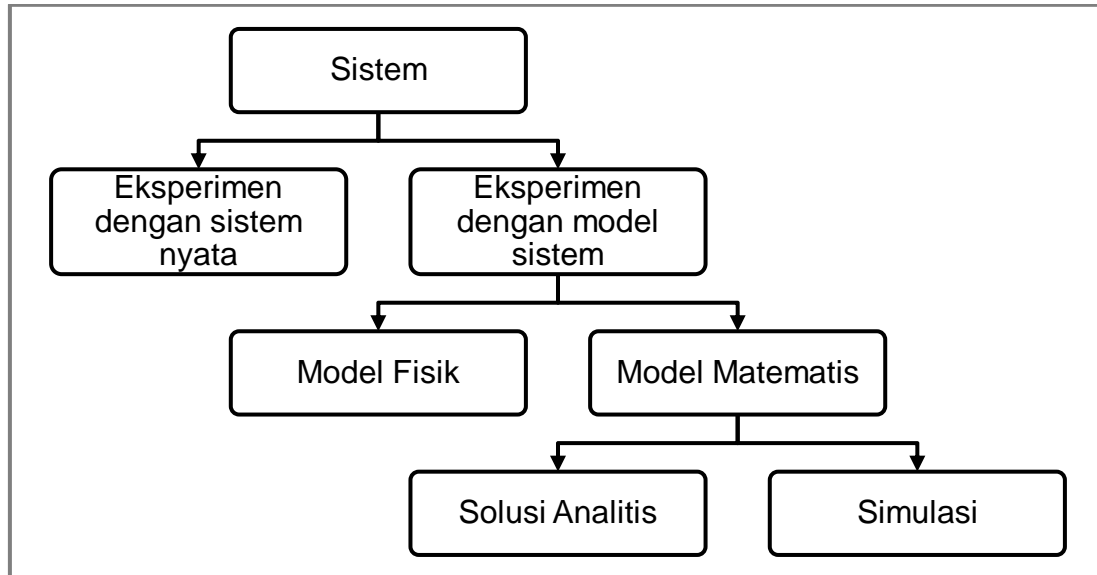 Sistem
Eksperimen
dengan sistem
nyata
Eksperimen
dengan model
sistem
Model Fisik
Model Matematis
Solusi Analitis
Simulasi